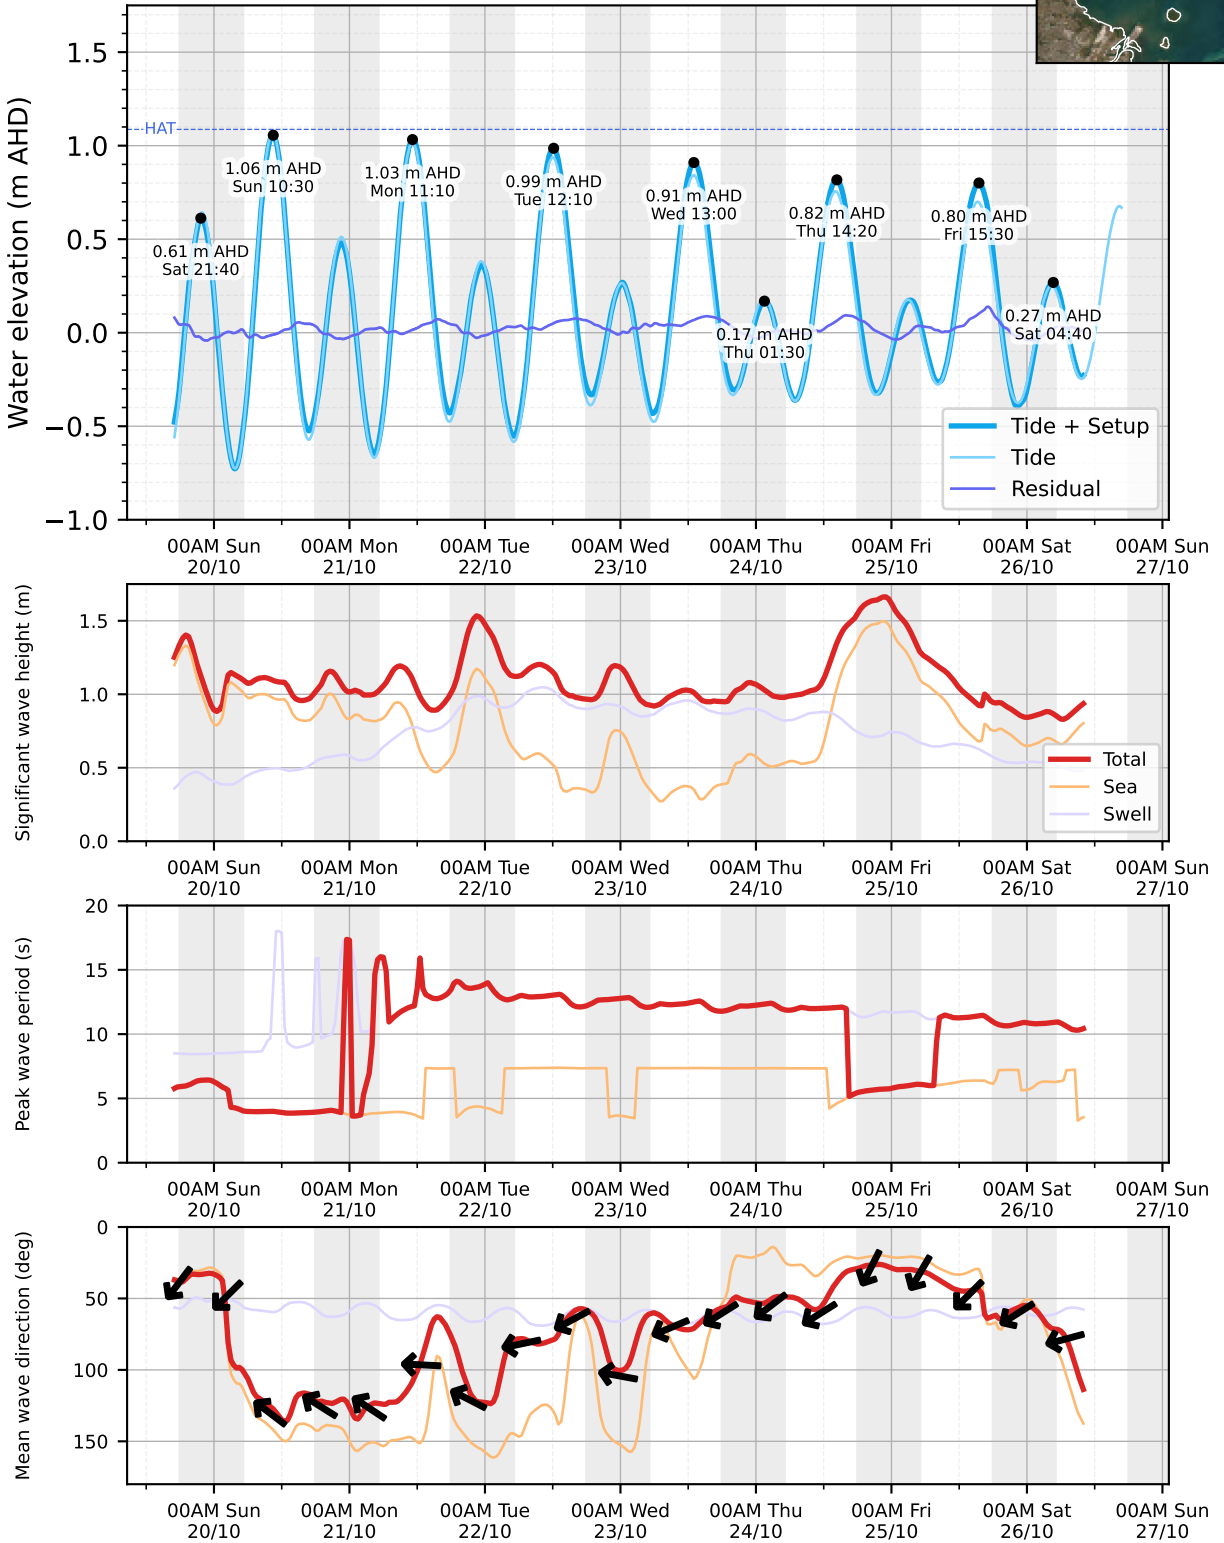 Water elevation (m AHD)
1.5
1.0
0.5
0.0
−0.5
−1.0
HAT
0.61 m AHD
Sat 21:40
1.06 m AHD
Sun 10:30
1.03 m AHD
Mon 11:10
0.99 m AHD
Tue 12:10
0.91 m AHD
Wed 13:00
0.17 m AHD
Thu 01:30
0.82 m AHD
Thu 14:20
0.80 m AHD
Fri 15:30
0.27 m AHD
Sat 04:40
Tide + Setup
Tide
Residual
00AM Sun 00AM Mon 00AM Tue 00AM Wed 00AM Thu 00AM Fri 00AM Sat 00AM Sun
20/10 21/10 22/10 23/10 24/10 25/10 26/10 27/10
Significant wave height (m)
1.5
1.0
0.5
0.0
Total
Sea
Swell
00AM Sun 00AM Mon 00AM Tue 00AM Wed 00AM Thu 00AM Fri 00AM Sat 00AM Sun
20/10 21/10 22/10 23/10 24/10 25/10 26/10 27/10
Peak wave period (s)
20
15
10
5
0
00AM Sun 00AM Mon 00AM Tue 00AM Wed 00AM Thu 00AM Fri 00AM Sat 00AM Sun
20/10 21/10 22/10 23/10 24/10 25/10 26/10 27/10
Mean wave direction (deg)
0
50
100
150
00AM Sun 00AM Mon 00AM Tue 00AM Wed 00AM Thu 00AM Fri 00AM Sat 00AM Sun
20/10 21/10 22/10 23/10 24/10 25/10 26/10 27/10